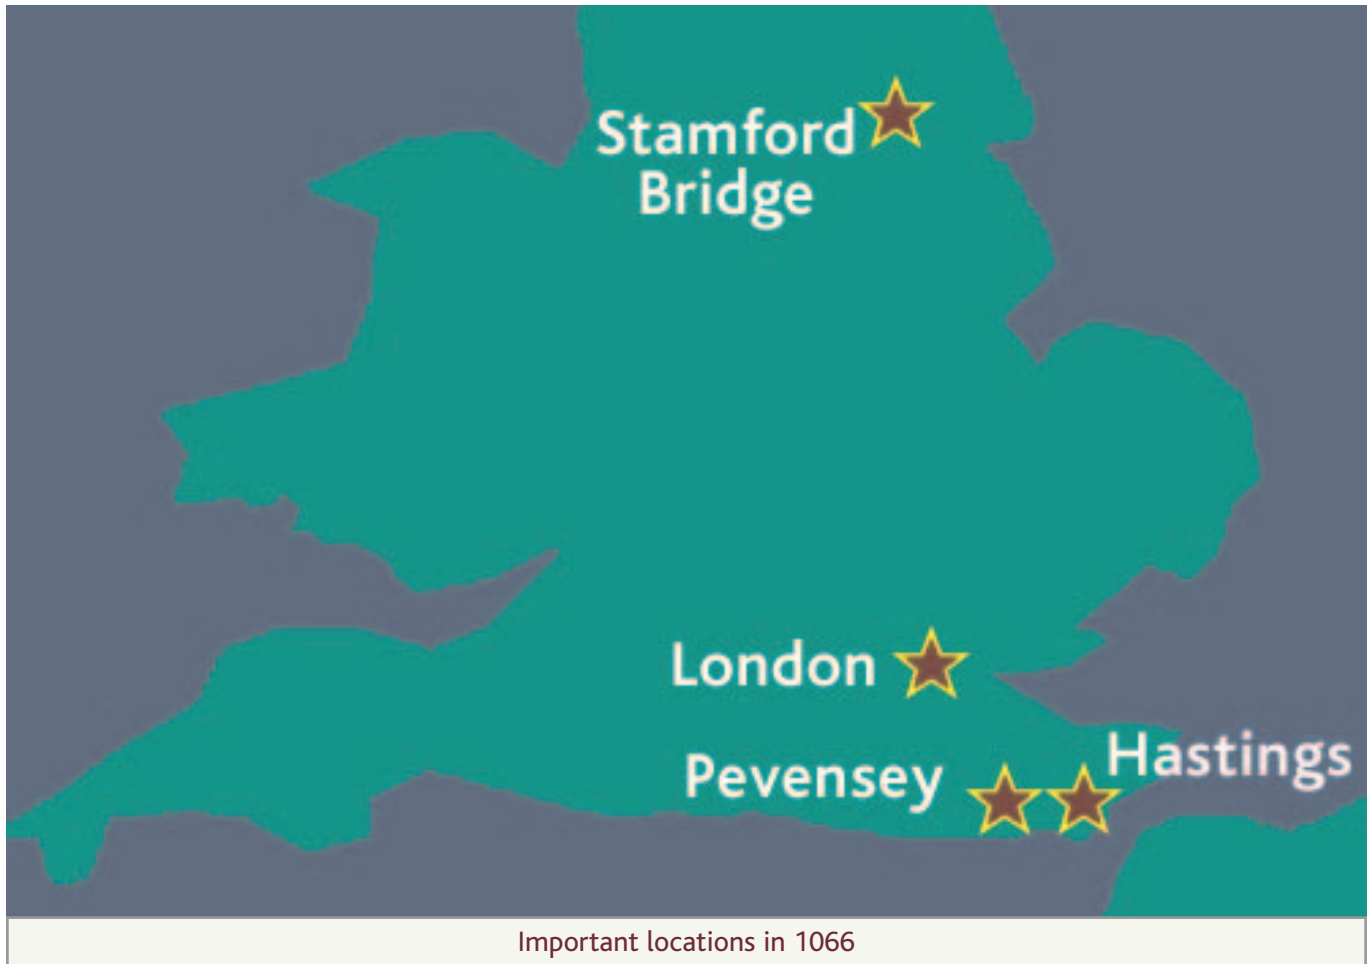 Stamford
Bridge
London
Pevensey
Hastings
Important locations in 1066